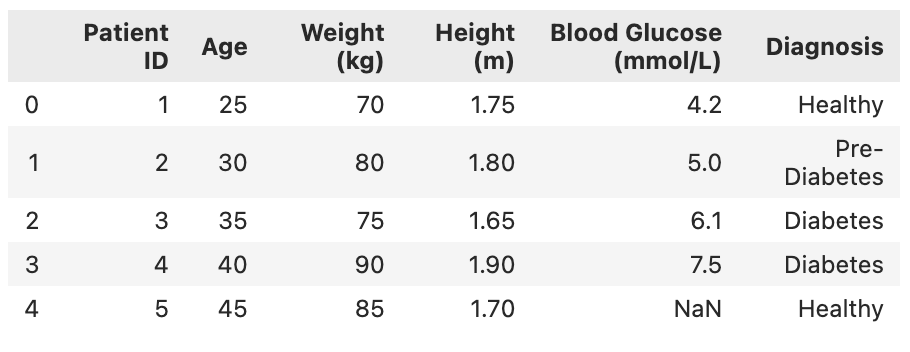 Patient ID Age Weight (kg) Height (m) Blood Glucose (mmol/L) Diagnosis
0 1 25 70 1.75 4.2 Healthy
1 2 30 80 1.80 5.0 Pre-Diabetes
2 3 35 75 1.65 6.1 Diabetes
3 4 40 90 1.90 7.5 Diabetes
4 5 45 85 1.70 NaN Healthy